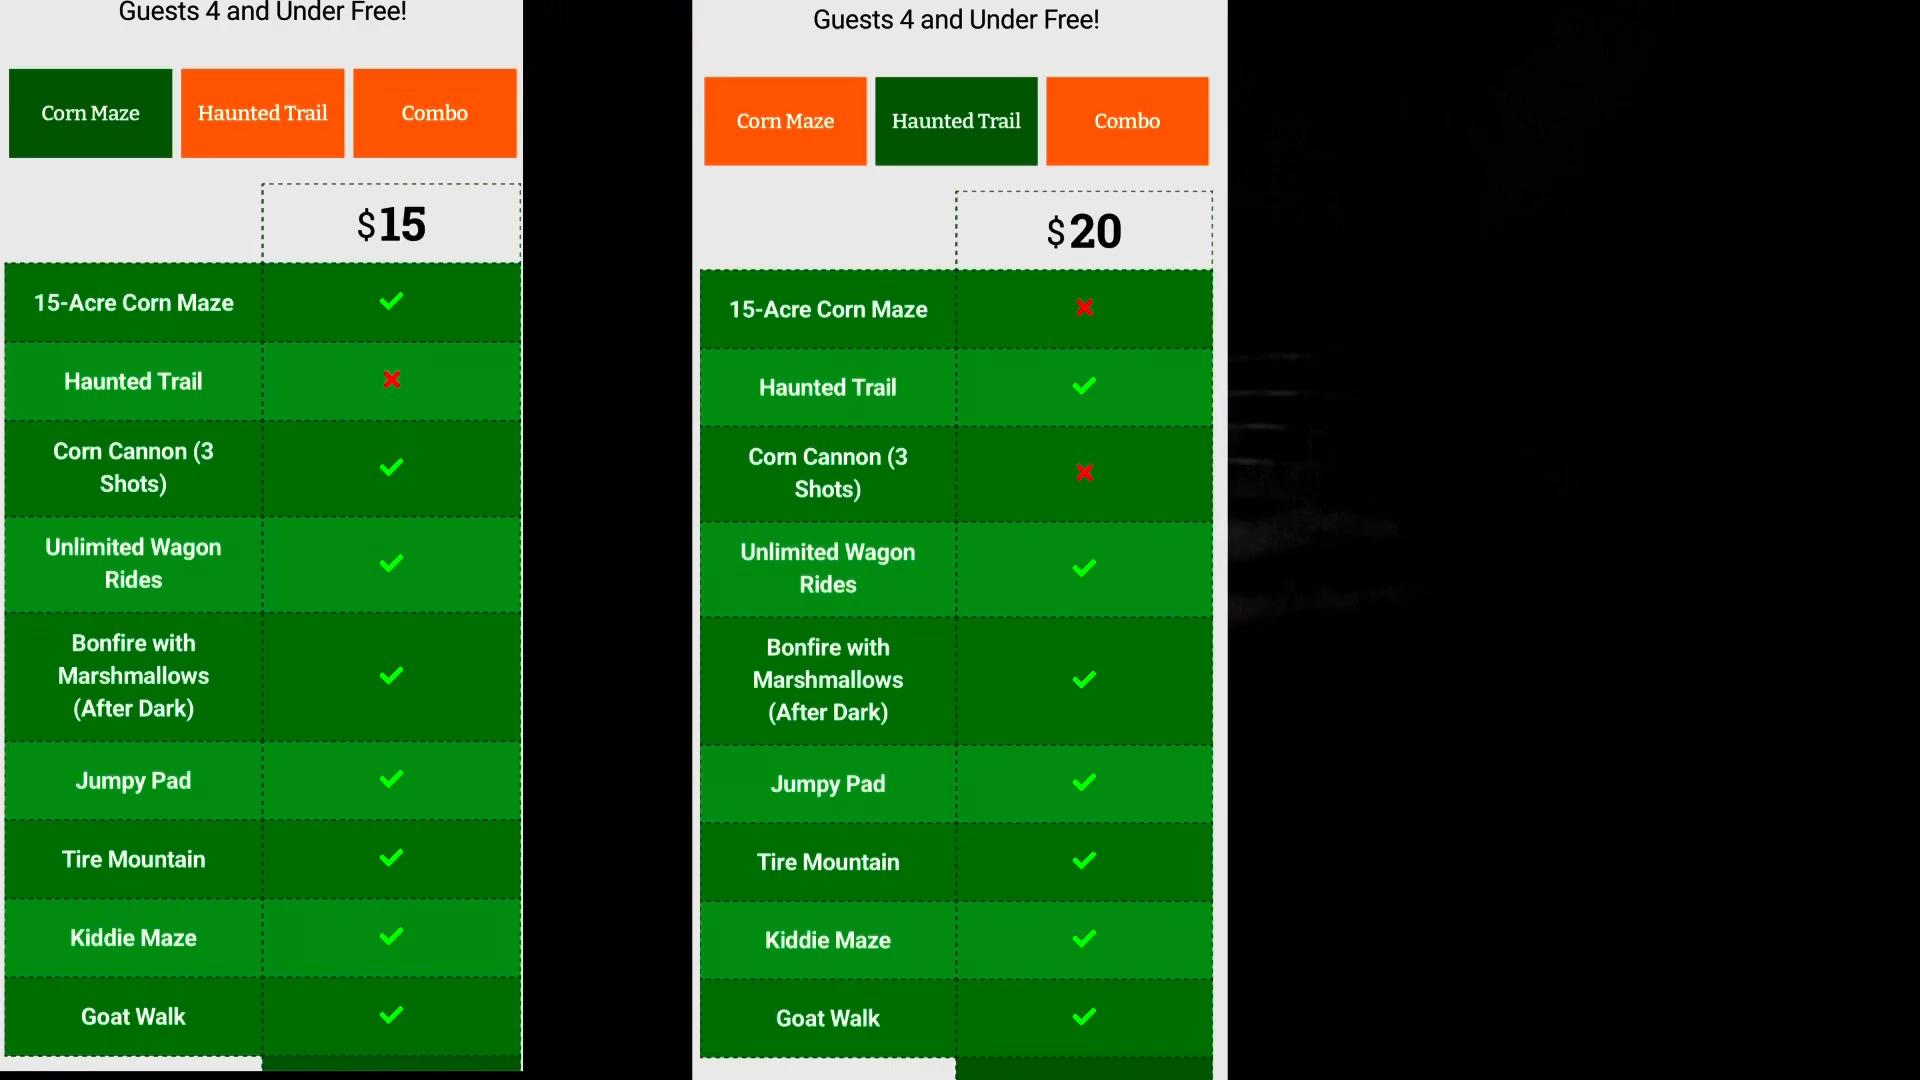 Guests 4 and Under Free!
Corn Maze
Haunted Trail
Combo
$15
15-Acre Corn Maze
Haunted Trail
Corn Cannon (3
Shots)
Unlimited Wagon
Rides
Bonfire with
Marshmallows
(After Dark)
Jumpy Pad
Tire Mountain
Kiddie Maze
Goat Walk
Guests 4 and Under Free!
Corn Maze
Haunted Trail
Combo
$20
15-Acre Corn Maze
Haunted Trail
Corn Cannon (3
Shots)
Unlimited Wagon
Rides
Bonfire with
Marshmallows
(After Dark)
Jumpy Pad
Tire Mountain
Kiddie Maze
Goat Walk